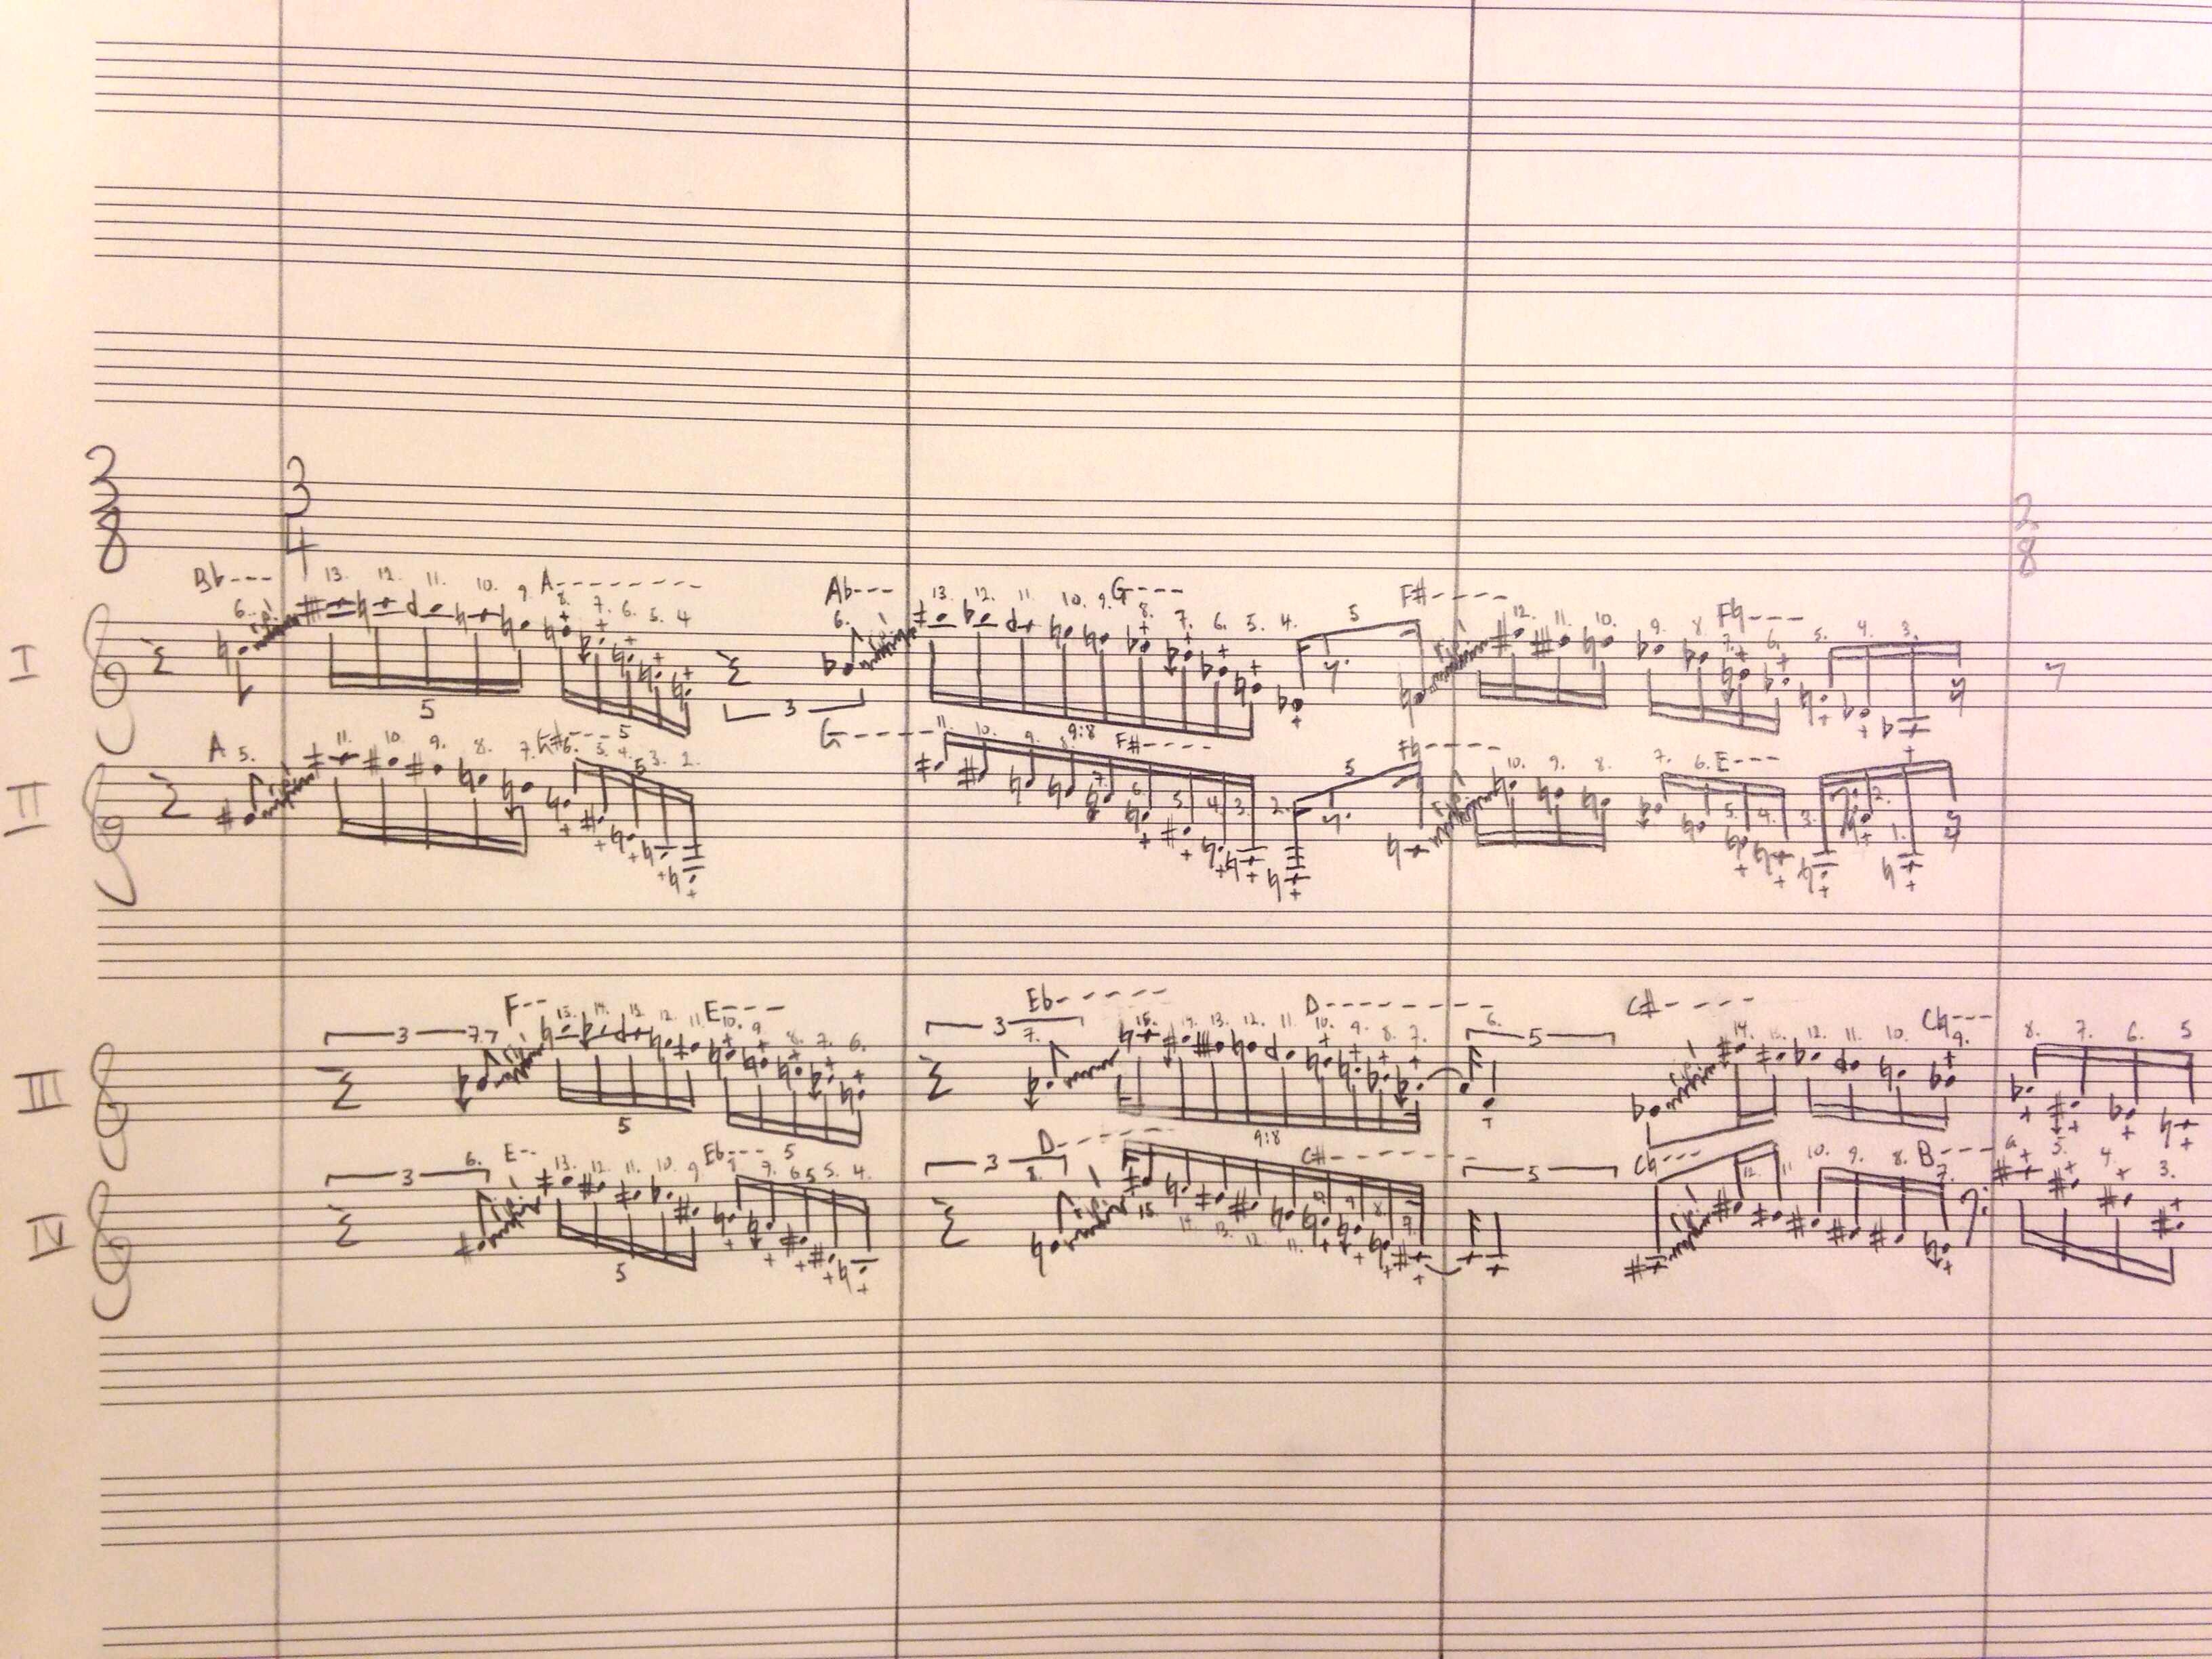 3 3 2
8 4 8
Bb--- A-------- Ab--- G--- F#----- F♮---
6. 13. 12. 11. 10. 9. 8. 7. 6. 5. 4 6. 13. 12. 11. 10. 9. 8. 7. 6. 5. 4. 5 12. 11. 10. 9. 8. 7. 6. 5. 4. 3.
I
5 5 3 9:8
A G#---- G----- F#---- F♮----- E---
5. 11. 10. 9. 8. 7. 6. 5. 4. 3. 2. 11. 10. 9. 8. 7. 6. 5. 4. 3. 2. 5 10. 9. 8. 7. 6. 5. 4. 3. 2. 1.
II
5
F-- E---- Eb------ D-------- C#----- C♮---
3 7. 15. 14. 13. 12. 11. 10. 9. 8. 7. 6. 3 7. 15. 14. 13. 12. 11. 10. 9. 8. 7. 6. 5 14. 13. 12. 11. 10. 9. 8. 7. 6. 5
III
5 9:8
E-- Eb--- D------- C#------- C♮--- B----
3 6. 13. 12. 11. 10. 9 8. 7. 6. 5. 4. 3 8. 15. 14. 13. 12. 11. 10. 9. 8. 7. 5 12. 11 10. 9. 8. 7. 6. 5. 4. 3.
IV
5